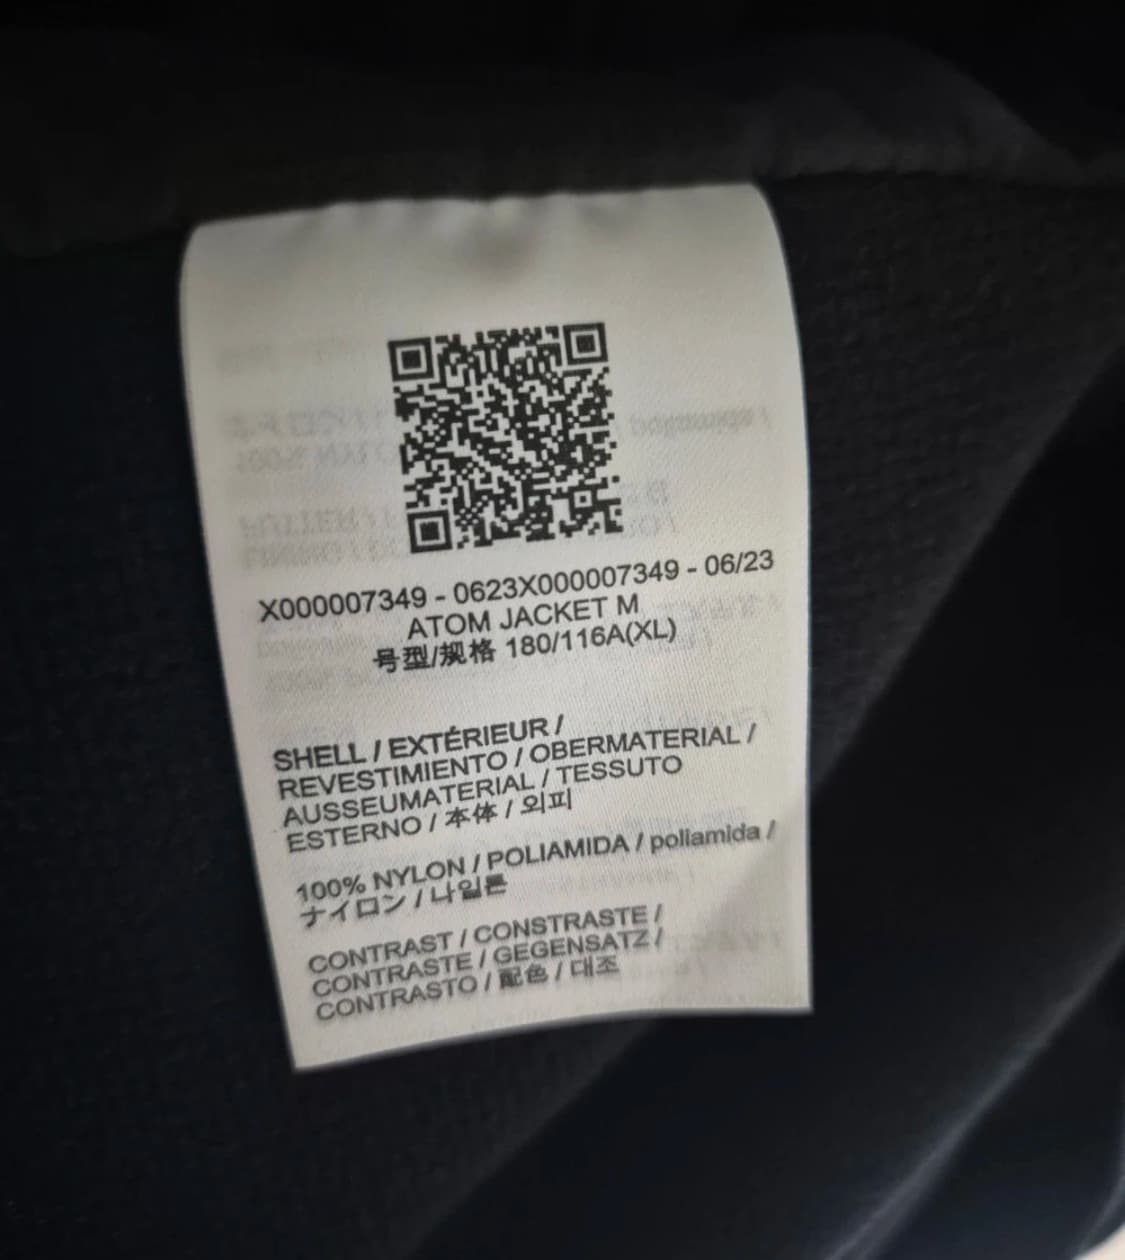 X000007349 - 0623X000007349 - 06/23
ATOM JACKET M
号型/规格 180/116A(XL)
SHELL / EXTÉRIEUR /
REVESTIMIENTO / OBERMATERIAL /
AUSSEUMATERIAL / TESSUTO
ESTERNO / 本体 / 외피
100% NYLON / POLIAMIDA / poliamida /
ナイロン / 나일론
CONTRAST / CONSTRASTE /
CONTRASTE / GEGENSATZ /
CONTRASTO / 配色 / 대조